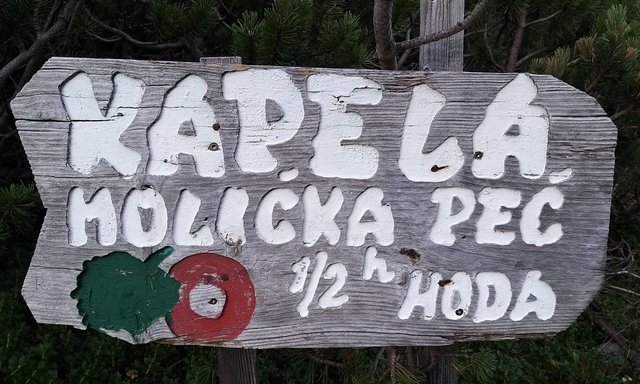 KAPELA
MOLIČKA PEČ
1/2 h HODA